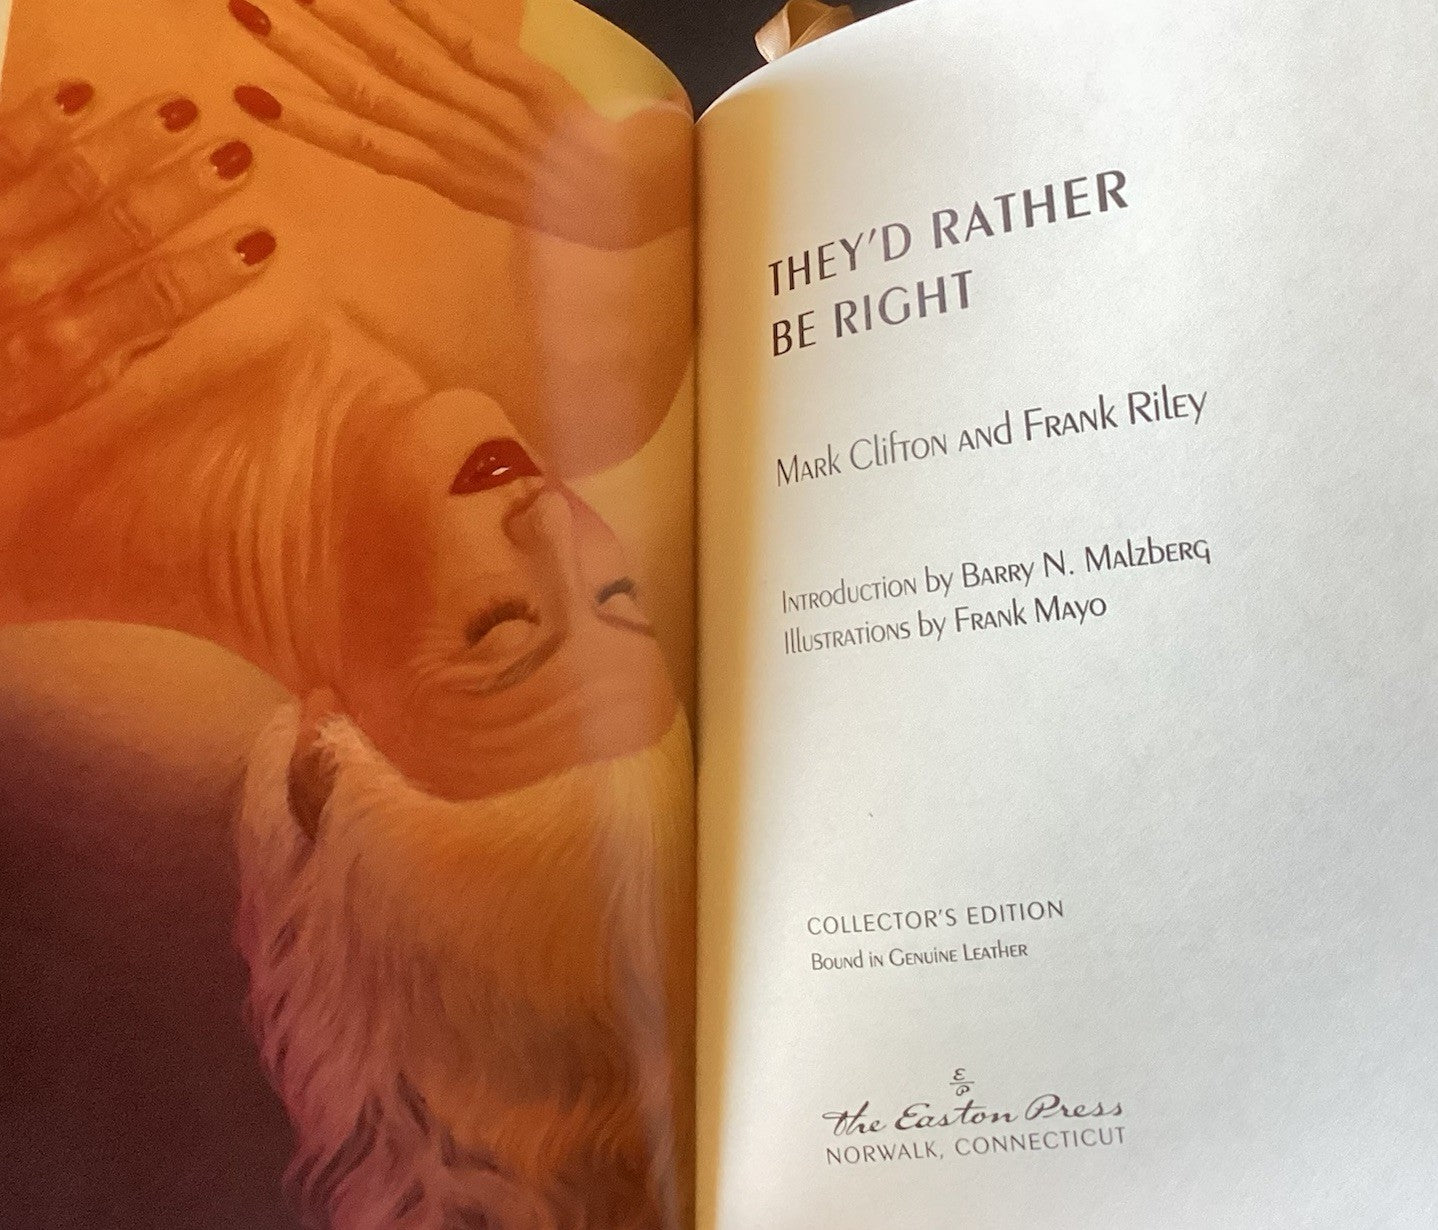 THEY'D RATHER
BE RIGHT
Mark Clifton and Frank Riley
Introduction by Barry N. Malzberg
Illustrations by Frank Mayo
COLLECTOR'S EDITION
Bound in Genuine Leather
EP
the Easton Press
NORWALK, CONNECTICUT